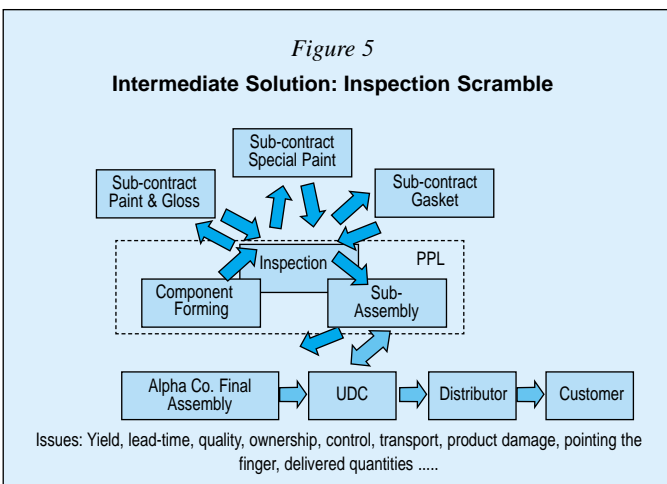 Figure 5
Intermediate Solution: Inspection Scramble
Sub-contract
Special Paint
Sub-contract
Paint & Gloss
Sub-contract
Gasket
Inspection
PPL
Component
Forming
Sub-
Assembly
Alpha Co. Final
Assembly
UDC
Distributor
Customer
Issues: Yield, lead-time, quality, ownership, control, transport, product damage, pointing the
finger, delivered quantities .....